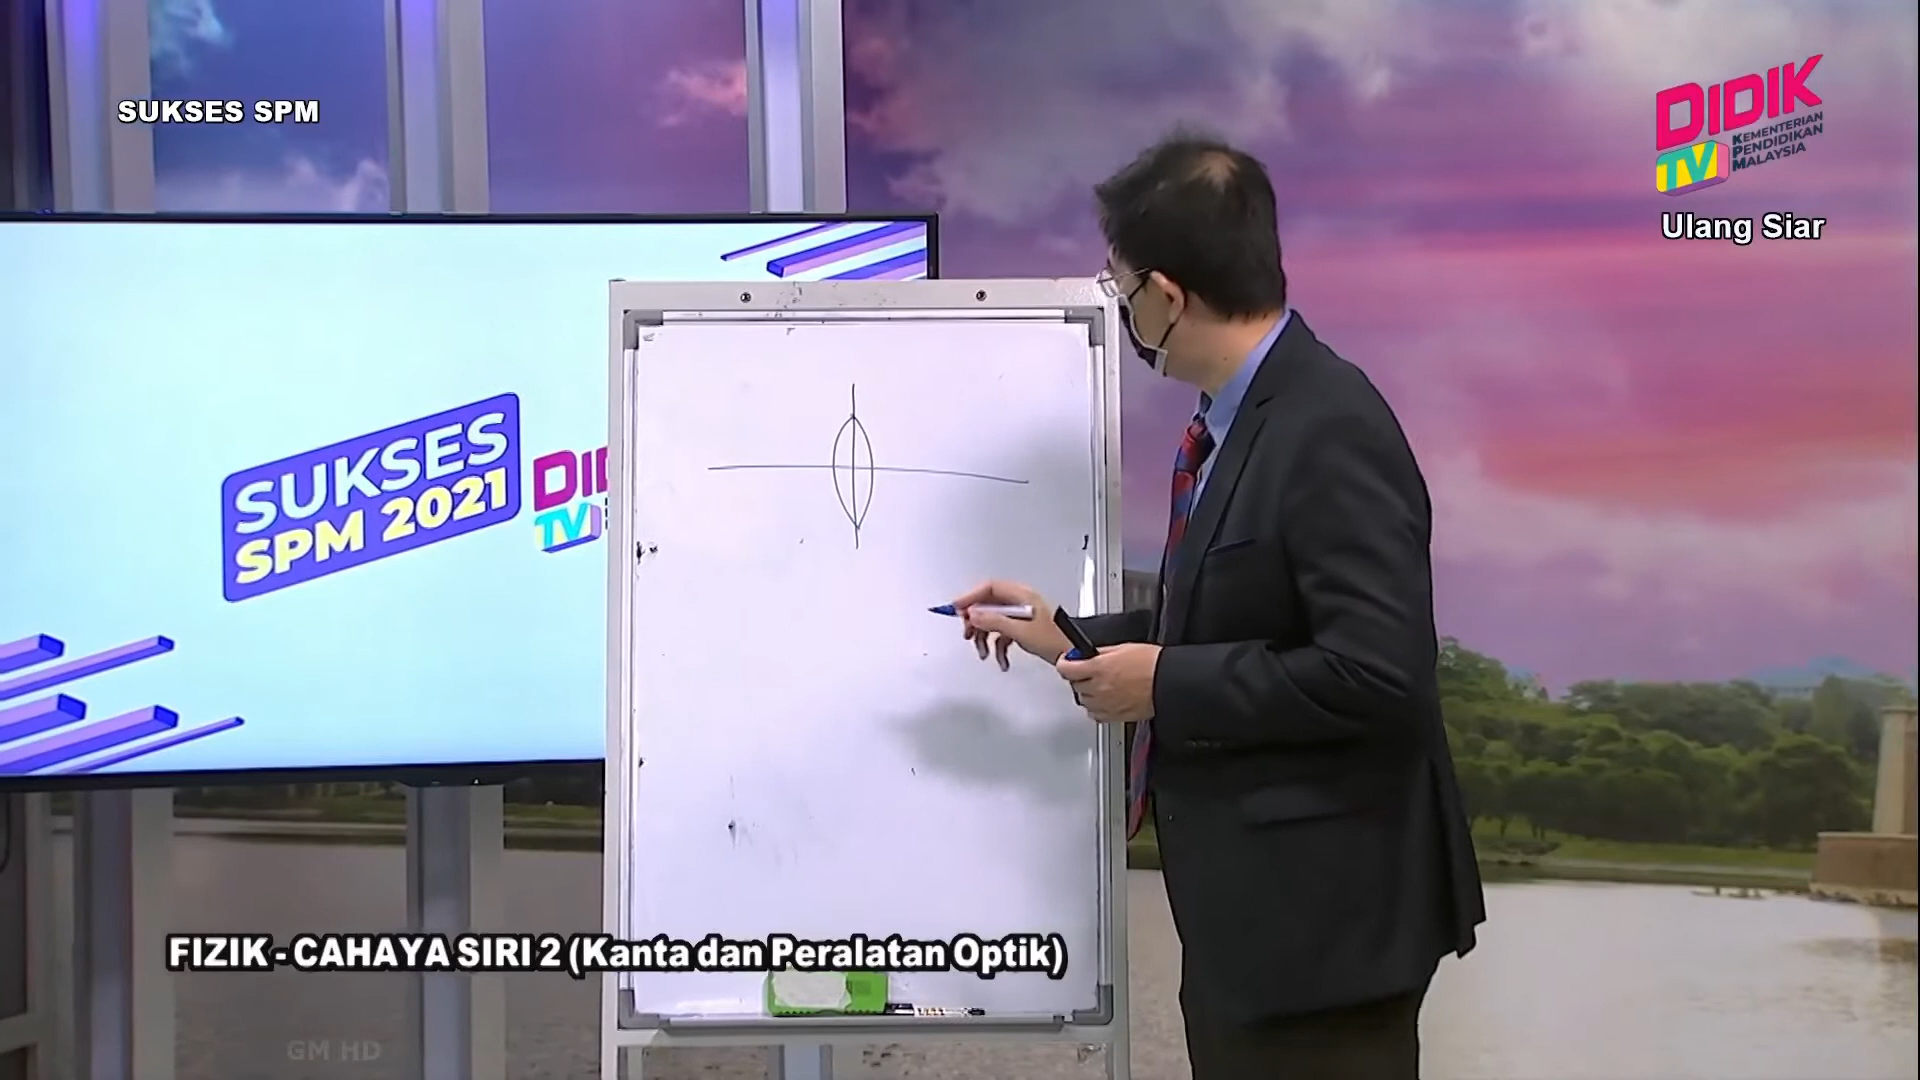 SUKSES SPM
DIDIK
TV
KEMENTERIAN
PENDIDIKAN
MALAYSIA
Ulang Siar
SUKSES
SPM 2021
DID
TV
FIZIK - CAHAYA SIRI 2 (Kanta dan Peralatan Optik)
GM HD